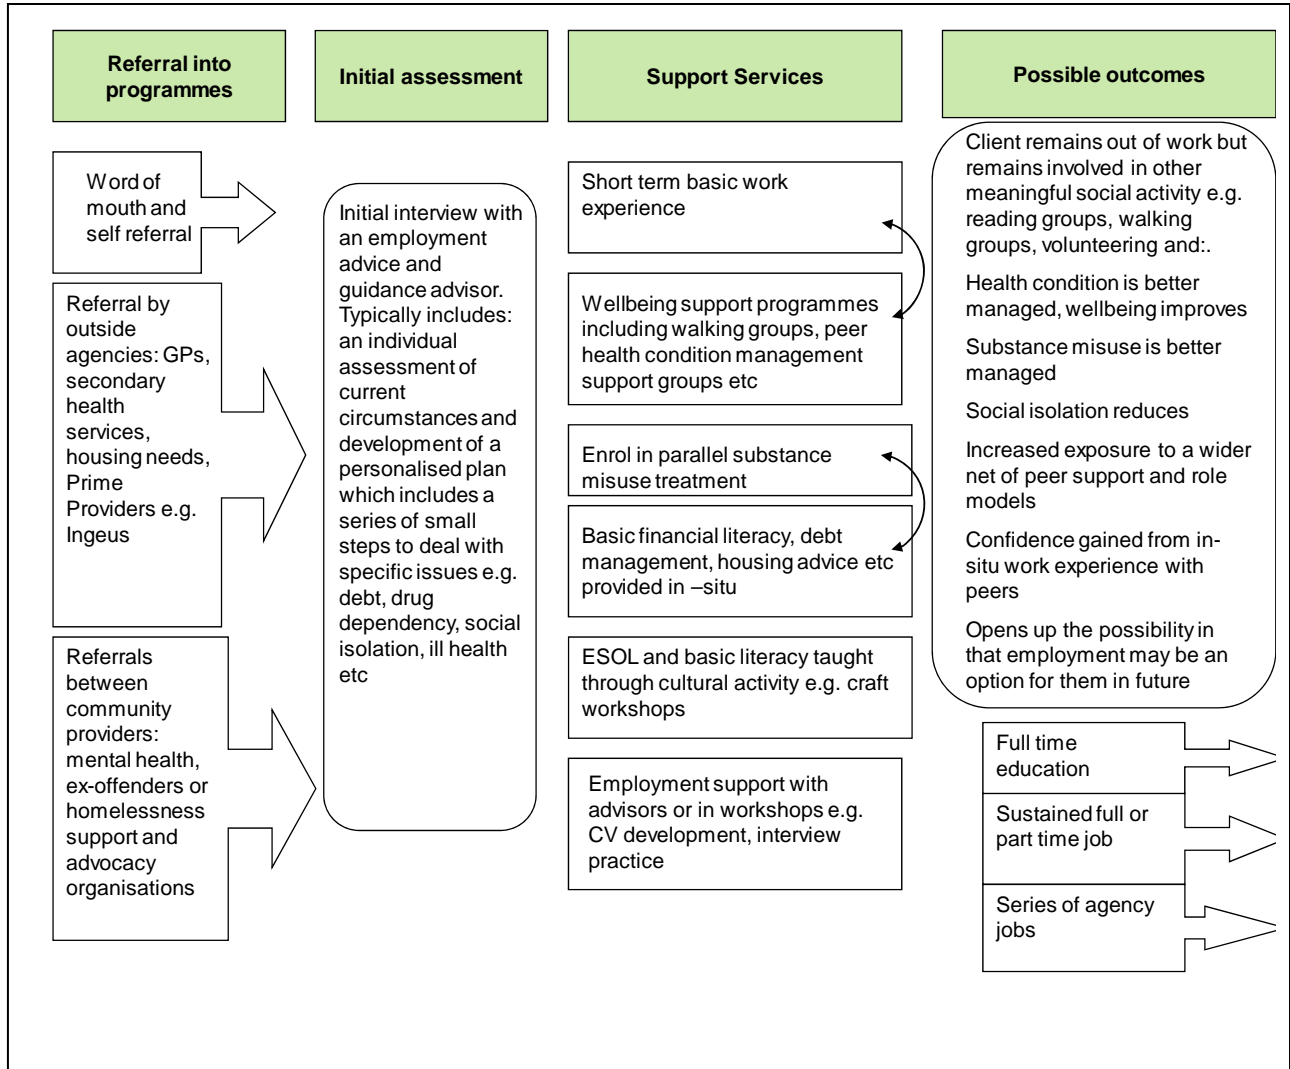 Referral into
programmes
Initial assessment
Support Services
Possible outcomes
Word of
mouth and
self referral
Referral by
outside
agencies: GPs,
secondary
health
services,
housing needs,
Prime
Providers e.g.
Ingeus
Referrals
between
community
providers:
mental health,
ex-offenders or
homelessness
support and
advocacy
organisations
Initial interview with
an employment
advice and
guidance advisor.
Typically includes:
an individual
assessment of
current
circumstances and
development of a
personalised plan
which includes a
series of small
steps to deal with
specific issues e.g.
debt, drug
dependency, social
isolation, ill health
etc
Short term basic work
experience
Wellbeing support programmes
including walking groups, peer
health condition management
support groups etc
Enrol in parallel substance
misuse treatment
Basic financial literacy, debt
management, housing advice etc
provided in –situ
ESOL and basic literacy taught
through cultural activity e.g. craft
workshops
Employment support with
advisors or in workshops e.g.
CV development, interview
practice
Client remains out of work but
remains involved in other
meaningful social activity e.g.
reading groups, walking
groups, volunteering and:.
Health condition is better
managed, wellbeing improves
Substance misuse is better
managed
Social isolation reduces
Increased exposure to a wider
net of peer support and role
models
Confidence gained from in-
situ work experience with
peers
Opens up the possibility in
that employment may be an
option for them in future
Full time
education
Sustained full or
part time job
Series of agency
jobs